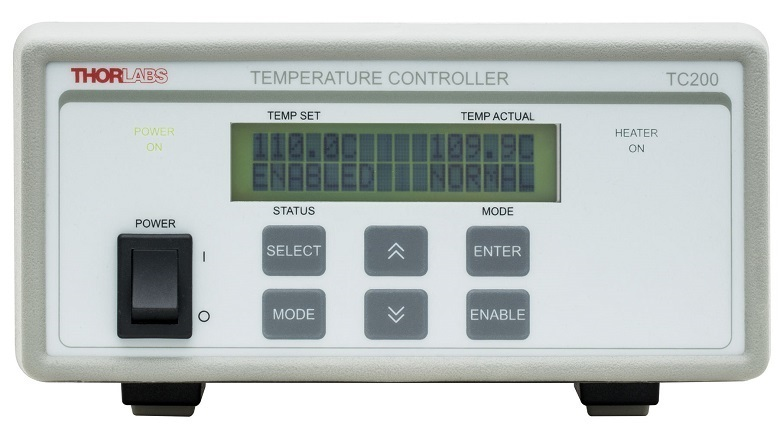 THORLABS TEMPERATURE CONTROLLER TC200
TEMP SET TEMP ACTUAL
POWER ON
110.0C 109.9C
ENABLED NORMAL
HEATER ON
STATUS MODE
POWER
I
O
SELECT ENTER
MODE ENABLE